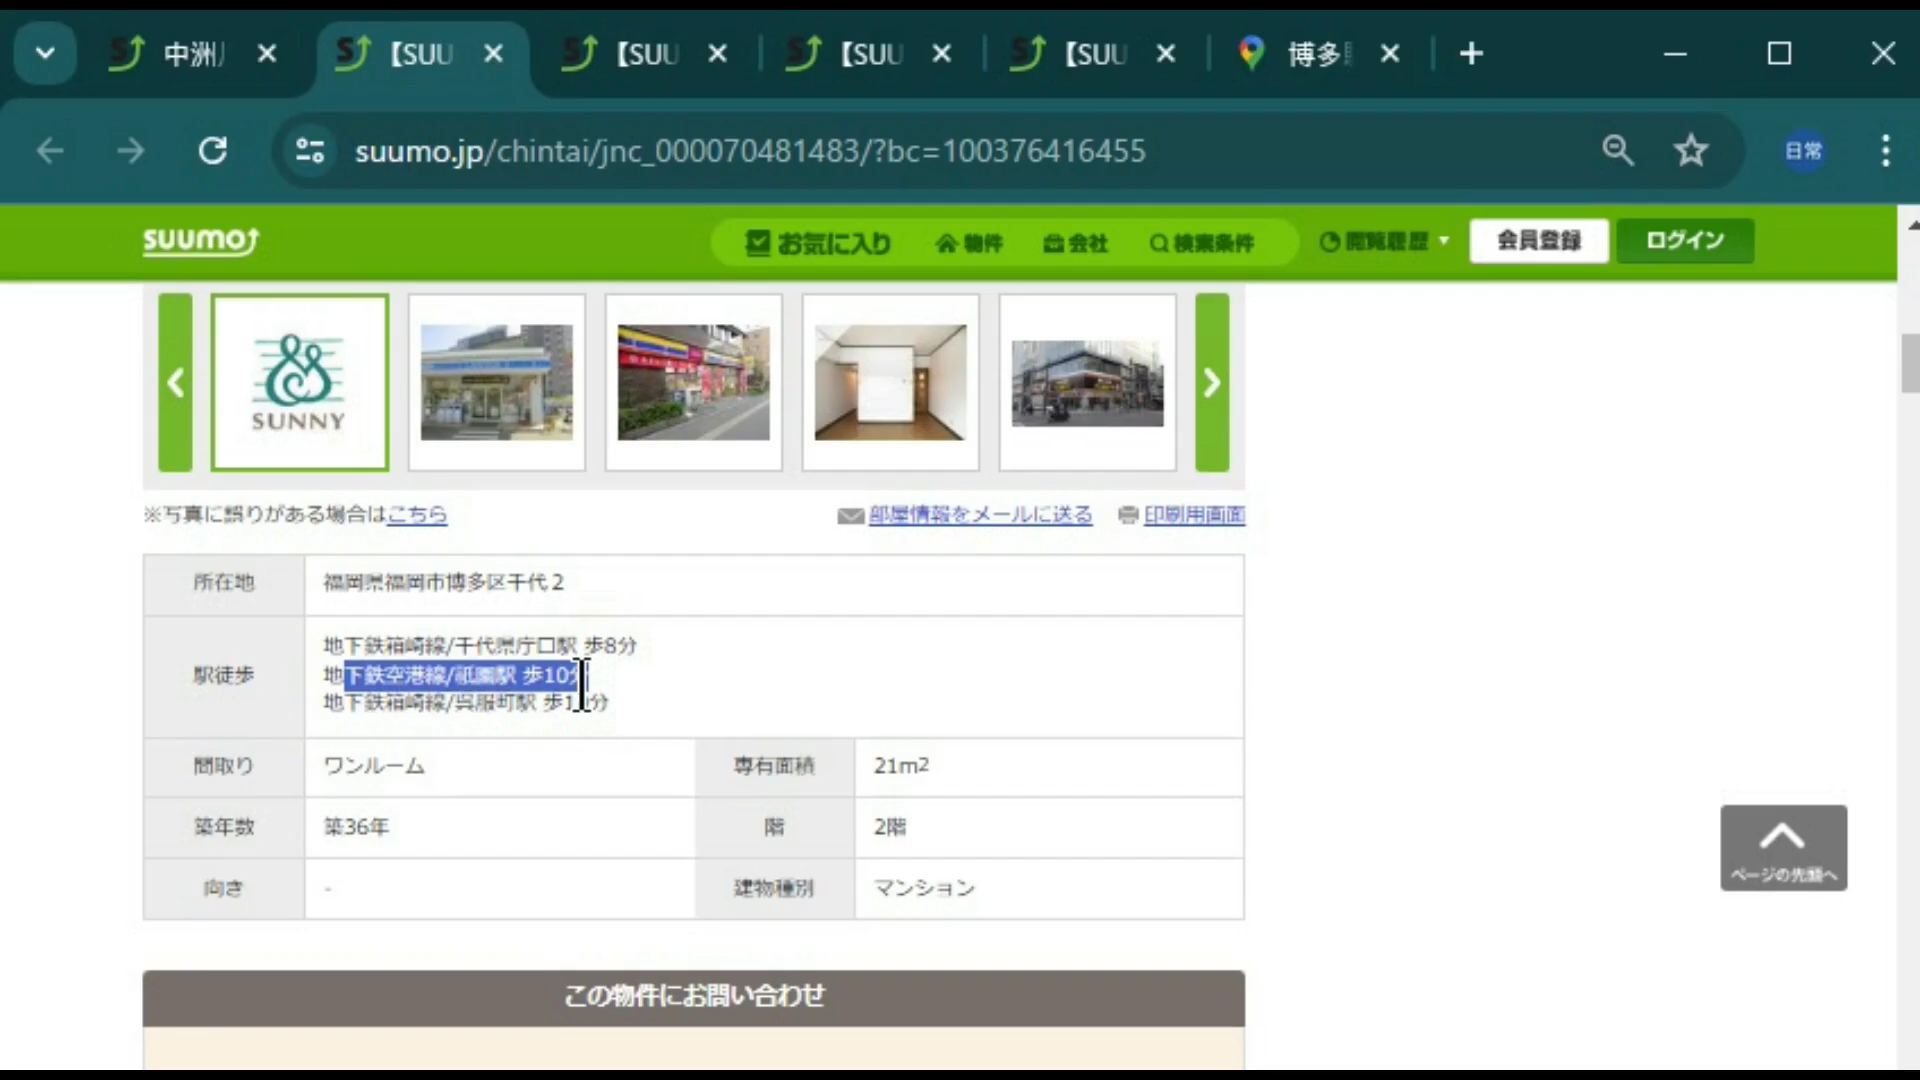 中洲
【SUU
【SUU
【SUU
【SUU
博多
suumo.jp/chintai/jnc_000070481483/?bc=100376416455
日常
suumo
お気に入り
物件
会社
検索条件
閲覧履歴
会員登録
ログイン
SUNNY
※写真に誤りがある場合はこちら
部屋情報をメールに送る
印刷用画面
所在地 福岡県福岡市博多区千代２
駅徒歩
地下鉄箱崎線/千代県庁口駅 歩8分
地下鉄空港線/祇園駅 歩10分
地下鉄箱崎線/呉服町駅
間取り ワンルーム 専有面積 21m2
築年数 築36年 階 2階
向き - 建物種別 マンション
ページの先頭へ
この物件にお問い合わせ